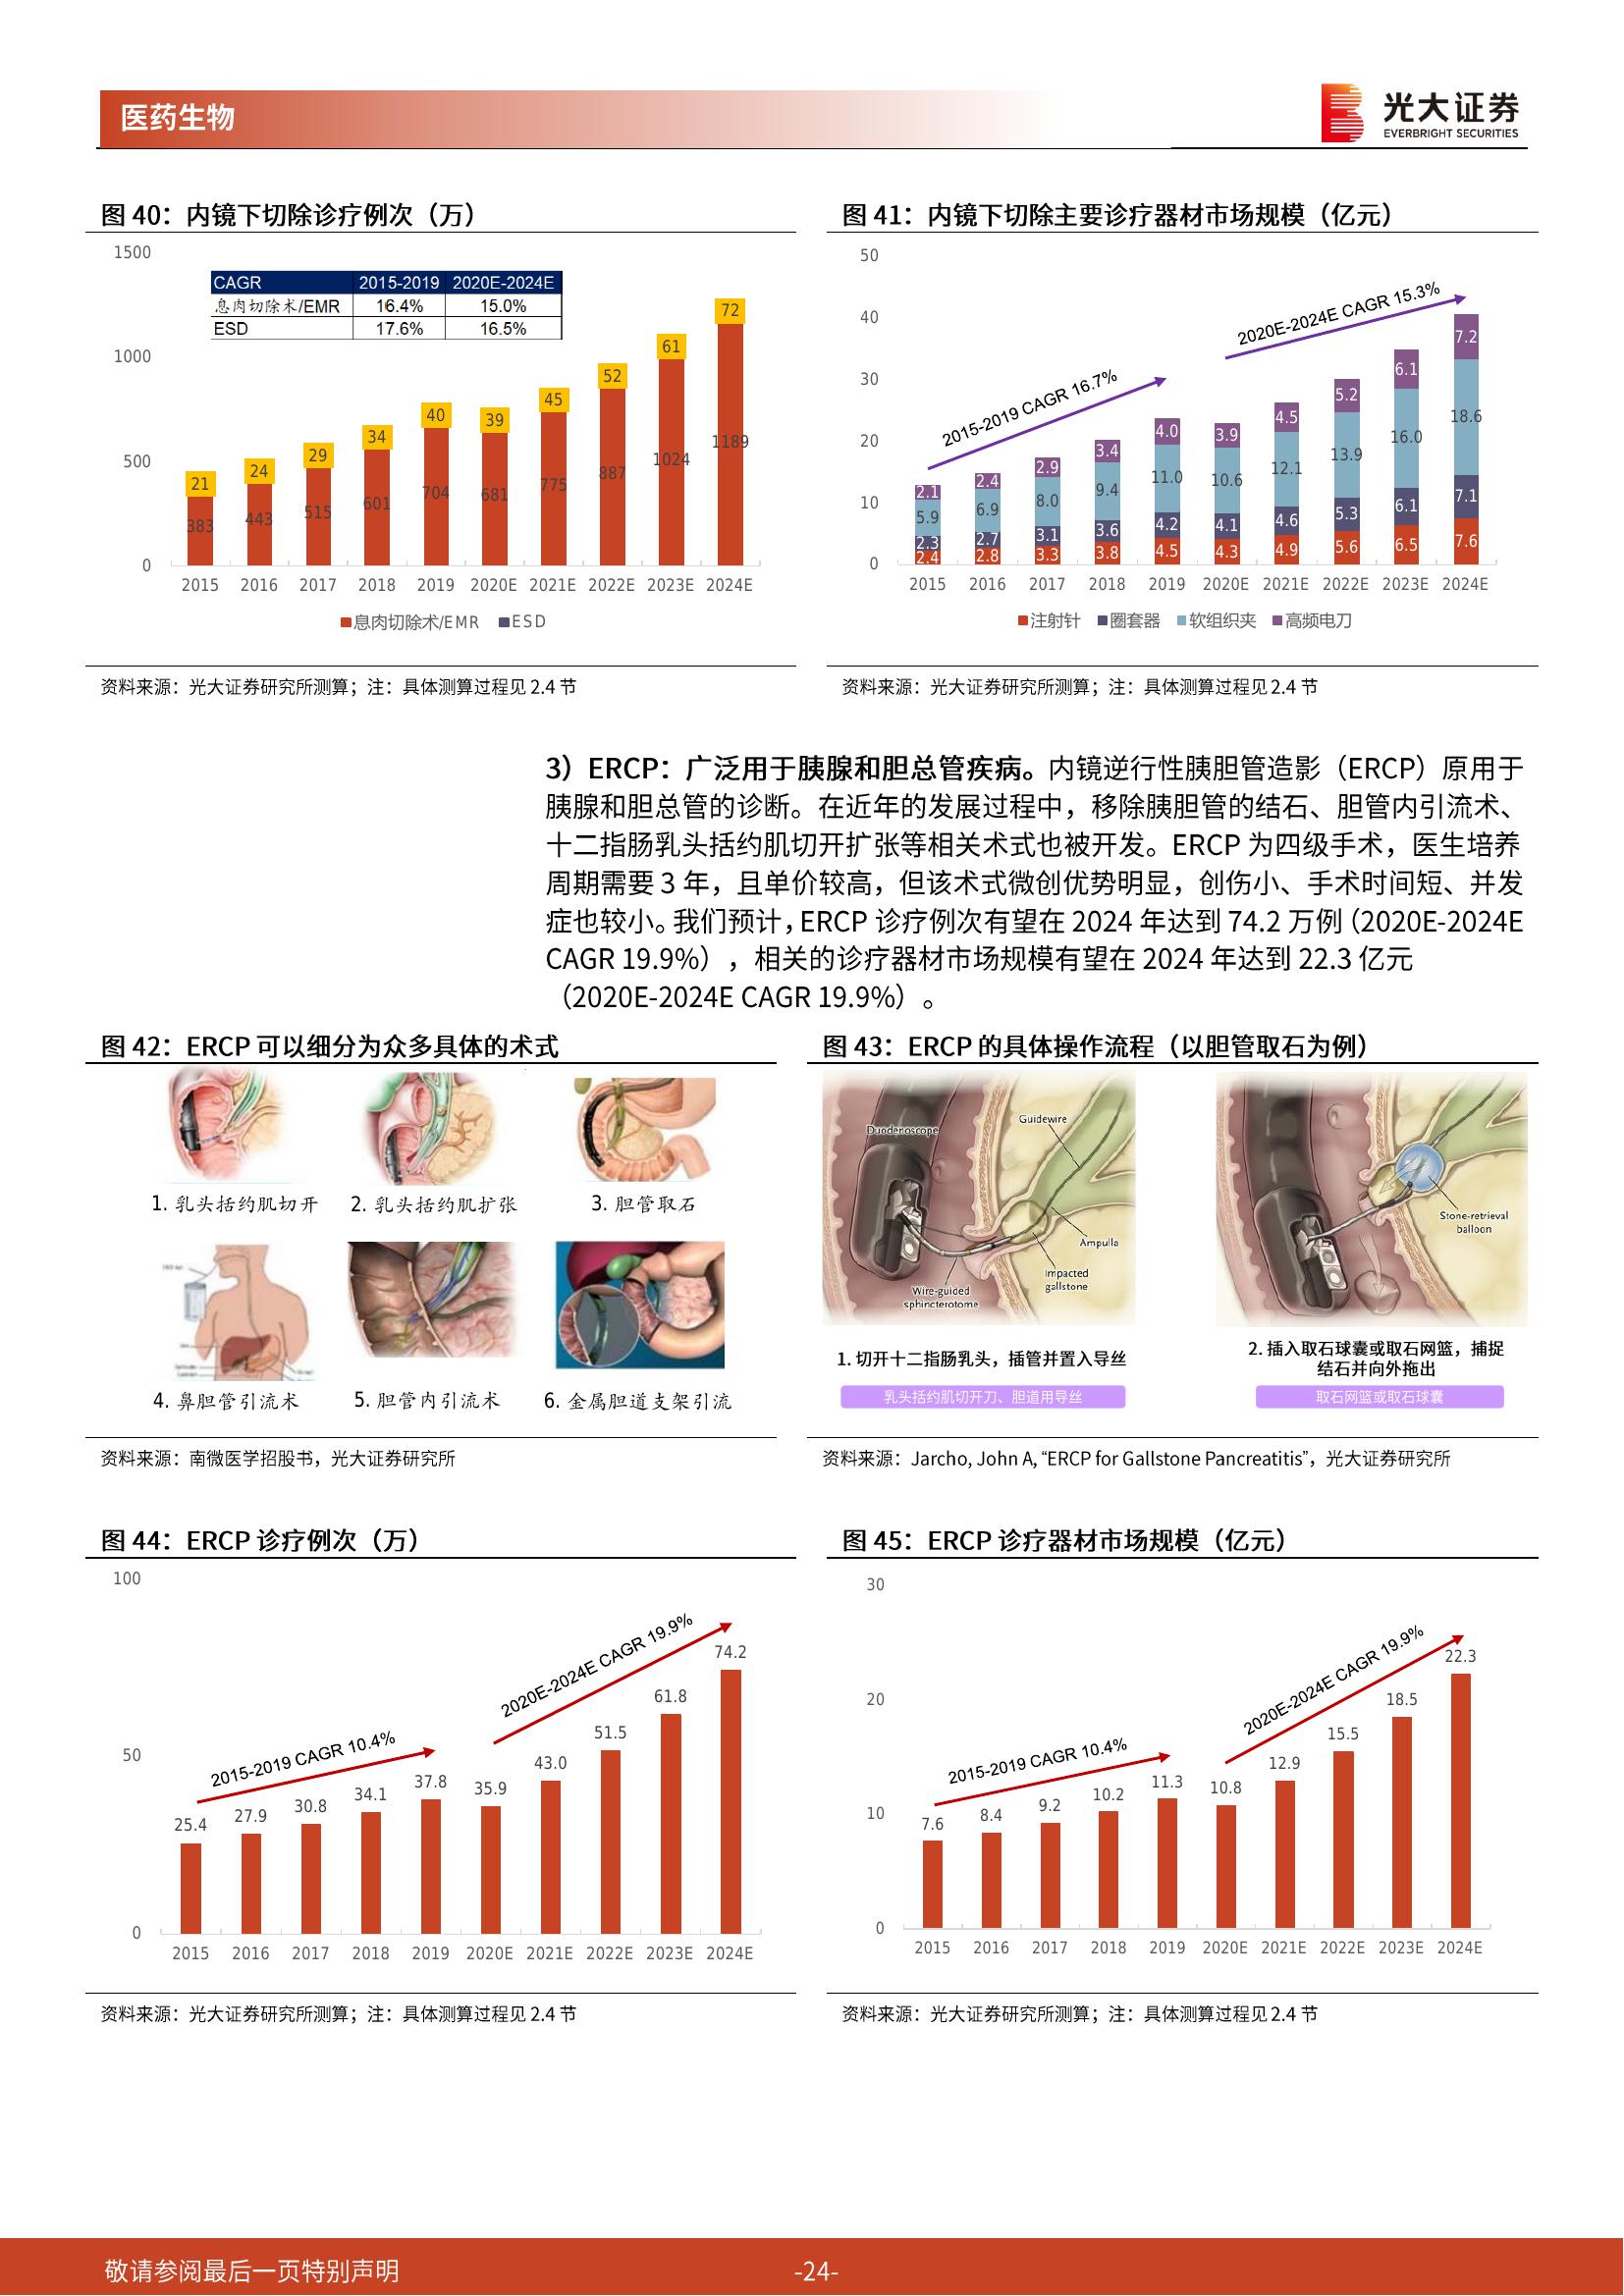 医药生物
光大证券
EVERBRIGHT SECURITIES
图 40：内镜下切除诊疗例次（万）
1500
1000
500
0
CAGR 2015-2019 2020E-2024E
息肉切除术/EMR 16.4% 15.0%
ESD 17.6% 16.5%
21 24 29 34 40 39 45 52 61 72
383 443 515 601 704 681 775 887 1024 1189
2015 2016 2017 2018 2019 2020E 2021E 2022E 2023E 2024E
息肉切除术/EMR ESD
资料来源：光大证券研究所测算；注：具体测算过程见 2.4 节
图 41：内镜下切除主要诊疗器材市场规模（亿元）
50
40
30
20
10
0
2015-2019 CAGR 16.7%
2020E-2024E CAGR 15.3%
2.1 2.4 2.9 3.4 4.0 3.9 4.5 5.2 6.1 7.2
5.9 6.9 8.0 9.4 11.0 10.6 12.1 13.9 16.0 18.6
2.3 2.7 3.1 3.6 4.2 4.1 4.6 5.3 6.1 7.1
2.4 2.8 3.3 3.8 4.5 4.3 4.9 5.6 6.5 7.6
2015 2016 2017 2018 2019 2020E 2021E 2022E 2023E 2024E
注射针 圈套器 软组织夹 高频电刀
资料来源：光大证券研究所测算；注：具体测算过程见 2.4 节
3）ERCP：广泛用于胰腺和胆总管疾病。内镜逆行性胰胆管造影（ERCP）原用于
胰腺和胆总管的诊断。在近年的发展过程中，移除胰胆管的结石、胆管内引流术、
十二指肠乳头括约肌切开扩张等相关术式也被开发。ERCP 为四级手术，医生培养
周期需要 3 年，且单价较高，但该术式微创优势明显，创伤小、手术时间短、并发
症也较小。我们预计，ERCP 诊疗例次有望在 2024 年达到 74.2 万例（2020E-2024E
CAGR 19.9%），相关的诊疗器材市场规模有望在 2024 年达到 22.3 亿元
（2020E-2024E CAGR 19.9%）。
图 42：ERCP 可以细分为众多具体的术式
1. 乳头括约肌切开 2. 乳头括约肌扩张 3. 胆管取石
4. 鼻胆管引流术 5. 胆管内引流术 6. 金属胆道支架引流
资料来源：南微医学招股书，光大证券研究所
图 43：ERCP 的具体操作流程（以胆管取石为例）
Duodenoscope
Guidewire
Ampulla
Impacted
gallstone
Wire-guided
sphincterotome
Stone-retrieval
balloon
1. 切开十二指肠乳头，插管并置入导丝
乳头括约肌切开刀、胆道用导丝
2. 插入取石球囊或取石网篮，捕捉
结石并向外拖出
取石网篮或取石球囊
资料来源：Jarcho, John A, “ERCP for Gallstone Pancreatitis”，光大证券研究所
图 44：ERCP 诊疗例次（万）
100
50
0
2015-2019 CAGR 10.4%
2020E-2024E CAGR 19.9%
25.4 27.9 30.8 34.1 37.8 35.9 43.0 51.5 61.8 74.2
2015 2016 2017 2018 2019 2020E 2021E 2022E 2023E 2024E
资料来源：光大证券研究所测算；注：具体测算过程见 2.4 节
图 45：ERCP 诊疗器材市场规模（亿元）
30
20
10
0
2015-2019 CAGR 10.4%
2020E-2024E CAGR 19.9%
7.6 8.4 9.2 10.2 11.3 10.8 12.9 15.5 18.5 22.3
2015 2016 2017 2018 2019 2020E 2021E 2022E 2023E 2024E
资料来源：光大证券研究所测算；注：具体测算过程见 2.4 节
敬请参阅最后一页特别声明
-24-